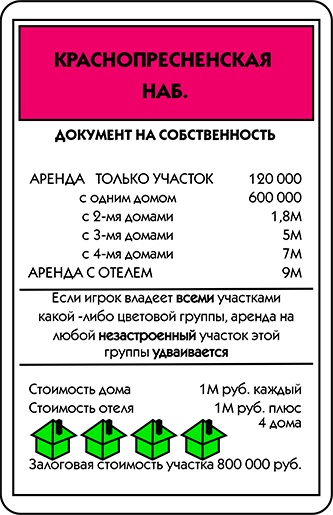 КРАСНОПРЕСНЕНСКАЯ
НАБ.
ДОКУМЕНТ НА СОБСТВЕННОСТЬ
АРЕНДА ТОЛЬКО УЧАСТОК 120 000
с одним домом 600 000
с 2-мя домами 1,8М
с 3-мя домами 5М
с 4-мя домами 7М
АРЕНДА С ОТЕЛЕМ 9М
Если игрок владеет всеми участками
какой -либо цветовой группы, аренда на
любой незастроенный участок этой
группы удваивается
Стоимость дома 1М руб. каждый
Стоимость отеля 1М руб. плюс
4 дома
Залоговая стоимость участка 800 000 руб.